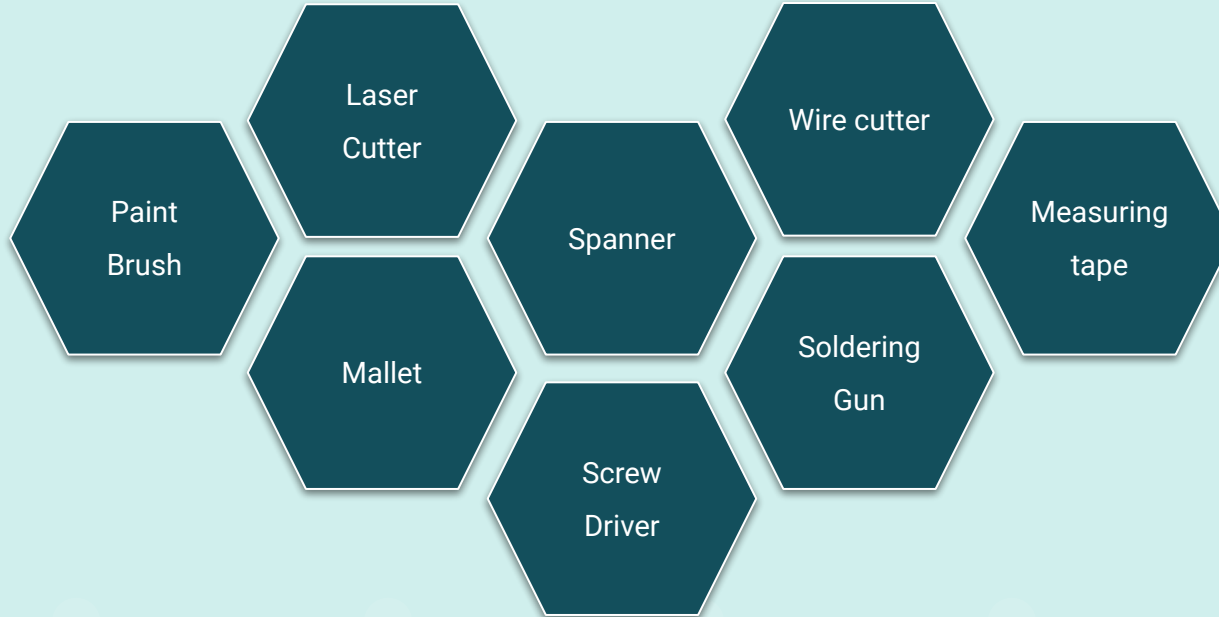 Laser
Cutter
Wire cutter
Paint
Brush
Spanner
Measuring
tape
Mallet
Soldering
Gun
Screw
Driver